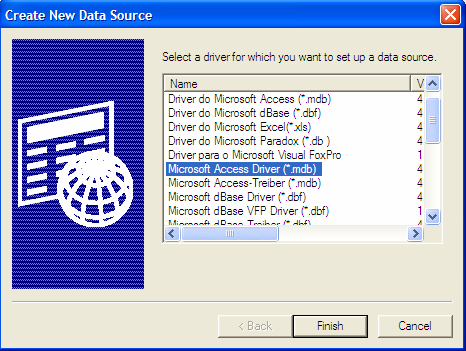 Create New Data Source
Select a driver for which you want to set up a data source.
Name V
Driver do Microsoft Access (*.mdb) 4
Driver do Microsoft dBase (*.dbf) 4
Driver do Microsoft Excel(*.xls) 4
Driver do Microsoft Paradox (*.db ) 4
Driver para o Microsoft Visual FoxPro 1
Microsoft Access Driver (*.mdb) 4
Microsoft Access-Treiber (*.mdb) 4
Microsoft dBase Driver (*.dbf) 4
Microsoft dBase VFP Driver (*.dbf) 1
Microsoft dBase-Treiber (*.dbf) 4
< Back Finish Cancel